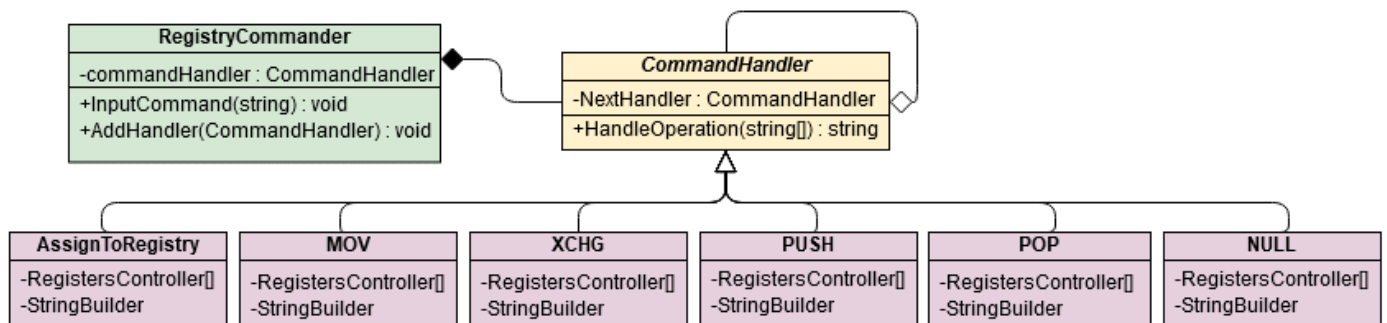 RegistryCommander
-commandHandler : CommandHandler
+InputCommand(string) : void
+AddHandler(CommandHandler) : void
CommandHandler
-NextHandler : CommandHandler
+HandleOperation(string[]) : string
AssignToRegistry
-RegistersController[]
-StringBuilder
MOV
-RegistersController[]
-StringBuilder
XCHG
-RegistersController[]
-StringBuilder
PUSH
-RegistersController[]
-StringBuilder
POP
-RegistersController[]
-StringBuilder
NULL
-RegistersController[]
-StringBuilder